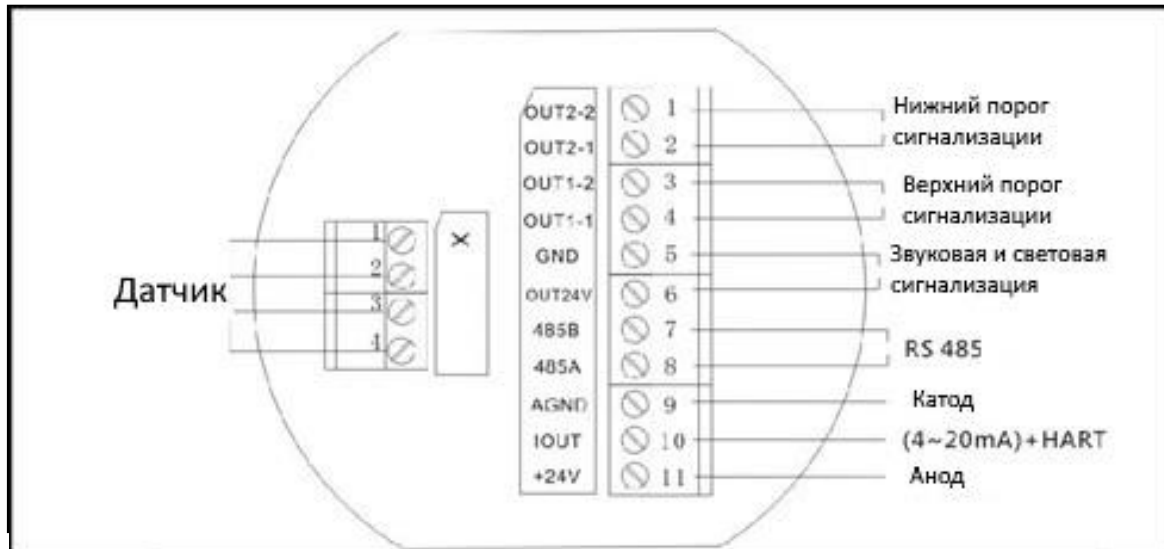 OUT2-2 1 Нижний порог
OUT2-1 2 сигнализации
OUT1-2 3 Верхний порог
OUT1-1 4 сигнализации
GND 5 Звуковая и световая
OUT24V 6 сигнализация
485B 7
485A 8
RS 485
AGND 9 Катод
IOUT 10 (4~20mA)+HART
+24V 11 Анод
Датчик
1
2
3
4
X